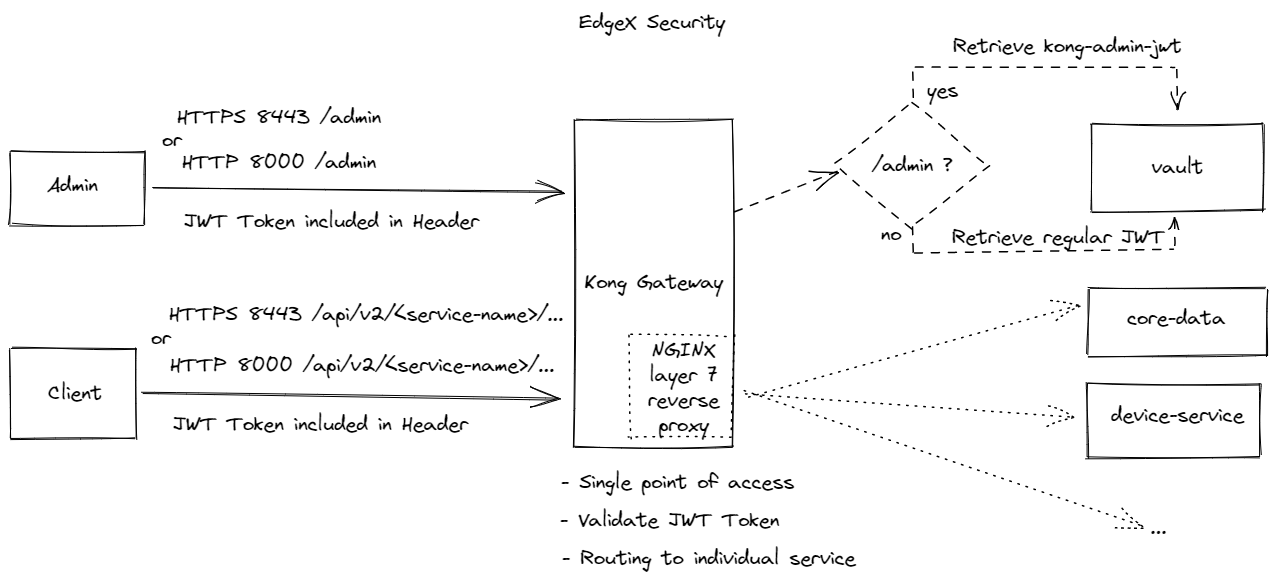 EdgeX Security
Retrieve kong-admin-jwt
yes
HTTPS 8443 /admin
or
HTTP 8000 /admin
Admin
JWT Token included in Header
/admin ?
vault
no
Retrieve regular JWT
Kong Gateway
HTTPS 8443 /api/v2/<service-name>/...
or
HTTP 8000 /api/v2/<service-name>/...
Client
JWT Token included in Header
NGINX
layer 7
reverse
proxy
core-data
device-service
...
- Single point of access
- Validate JWT Token
- Routing to individual service